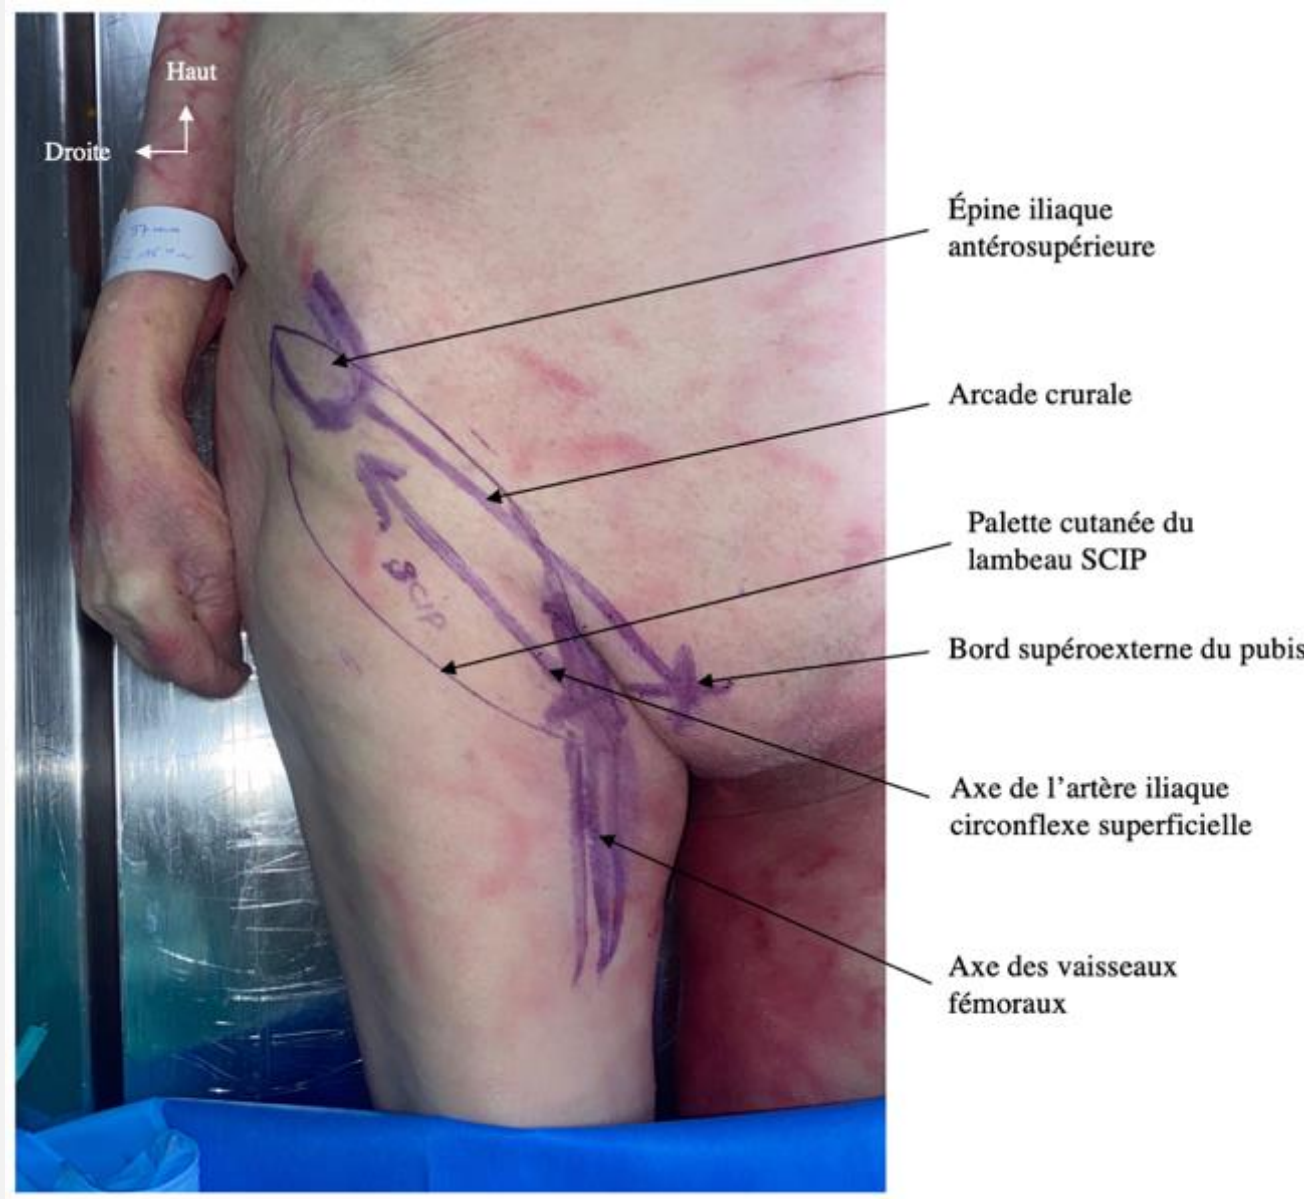 Haut
Droite
Épine iliaque
antérosupérieure
Arcade crurale
Palette cutanée du
lambeau SCIP
scip
Bord supéroexterne du pubis
Axe de l’artère iliaque
circonflexe superficielle
Axe des vaisseaux
fémoraux